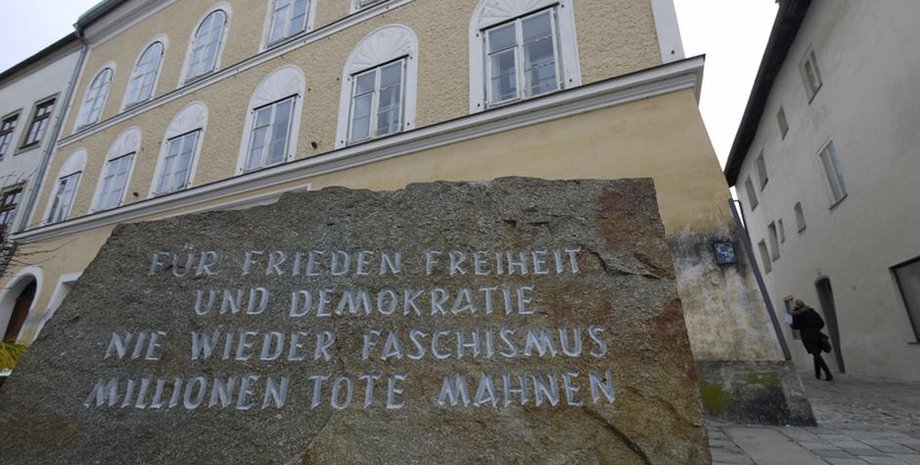 FÜR FRIEDEN FREIHEIT
UND DEMOKRATIE
NIE WIEDER FASCHISMUS
MILLIONEN TOTE MAHNEN